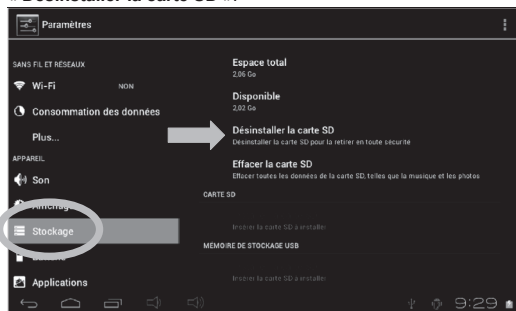 « Désinstaller la carte SD ».
Paramètres
SANS FIL ET RÉSEAUX
Wi-Fi NON
Consommation des données
Plus...
APPAREIL
Son
Affichage
Stockage
Applications
Espace total
2,06 Go
Disponible
2,02 Go
Désinstaller la carte SD
Désinstaller la carte SD pour la retirer en toute sécurité
Effacer la carte SD
Effacer toutes les données de la carte SD, telles que la musique et les photos
CARTE SD
Insérer la carte SD à installer
MÉMOIRE DE STOCKAGE USB
Insérer la carte SD à installer
9:29